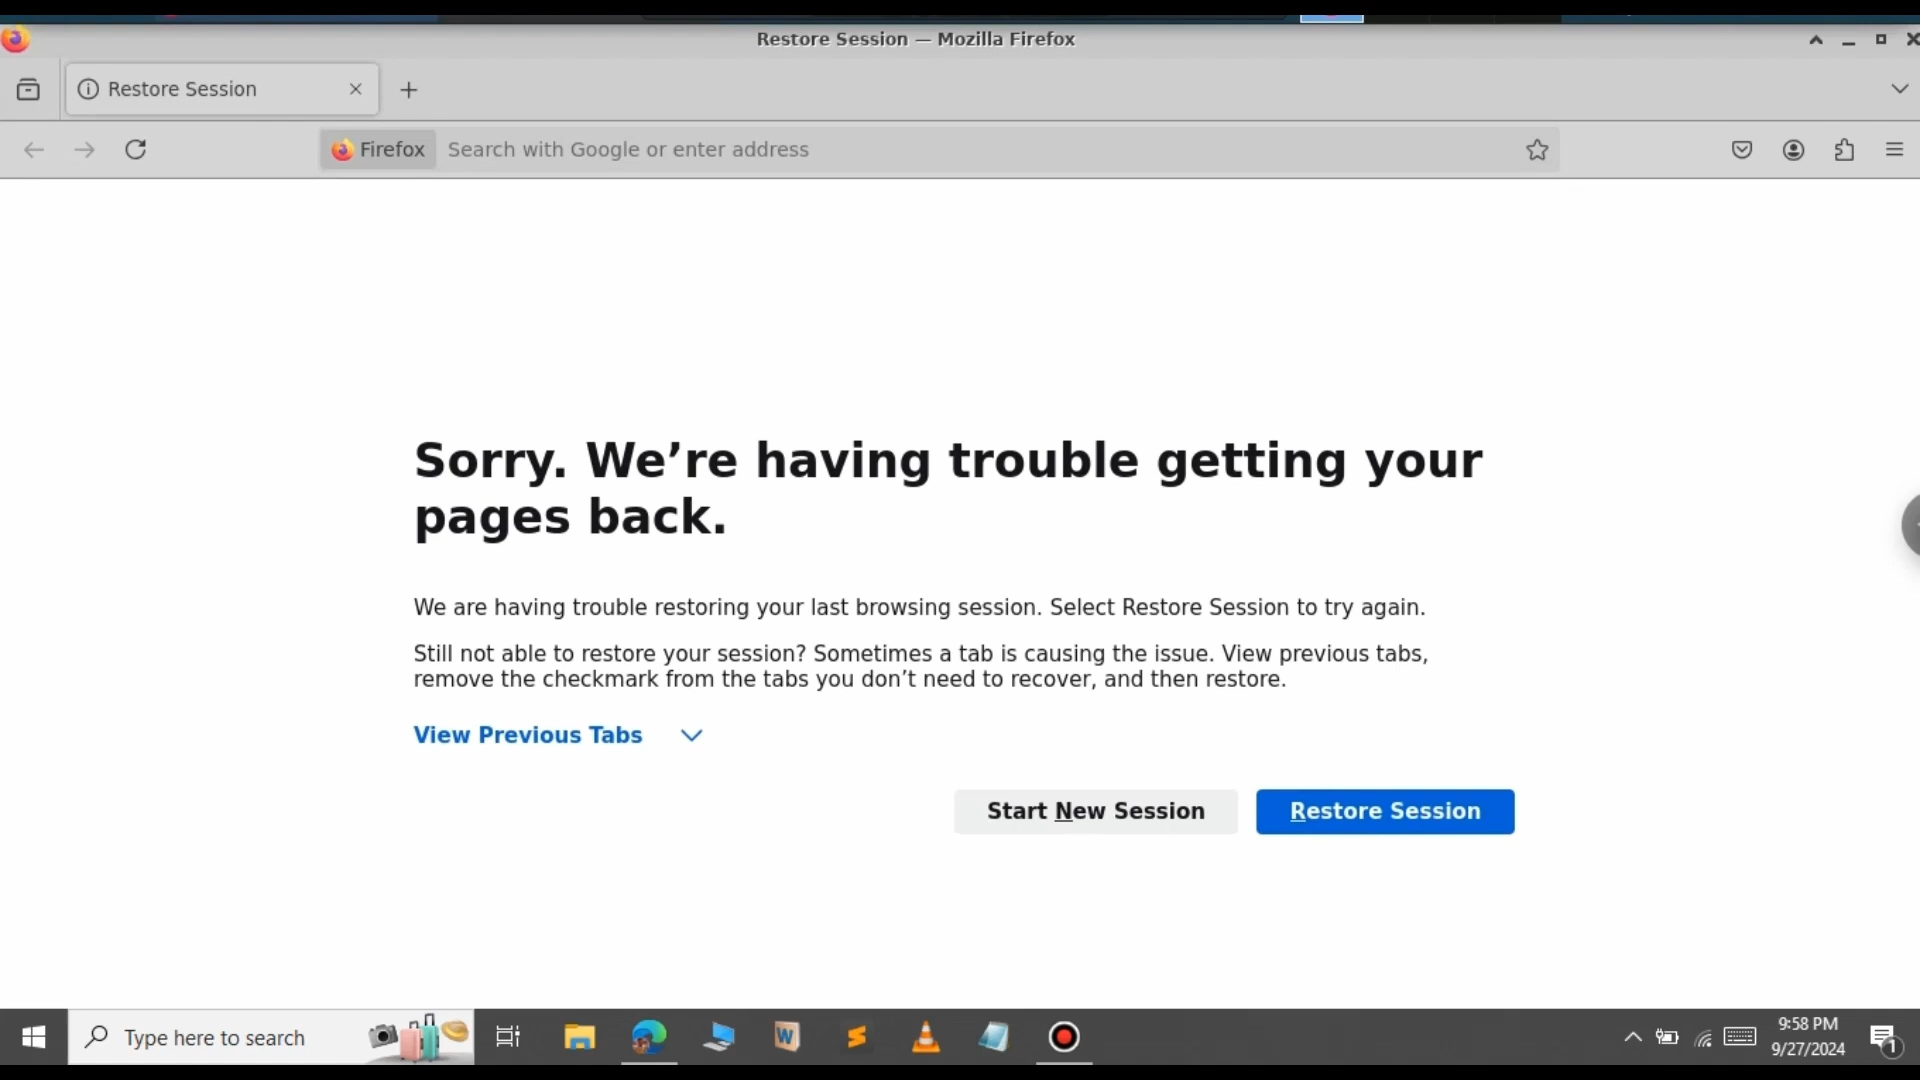 Restore Session — Mozilla Firefox
Restore Session
Firefox Search with Google or enter address
Sorry. We’re having trouble getting your
pages back.
We are having trouble restoring your last browsing session. Select Restore Session to try again.
Still not able to restore your session? Sometimes a tab is causing the issue. View previous tabs,
remove the checkmark from the tabs you don’t need to recover, and then restore.
View Previous Tabs
Start New Session Restore Session
Type here to search
W
9:58 PM
9/27/2024
1